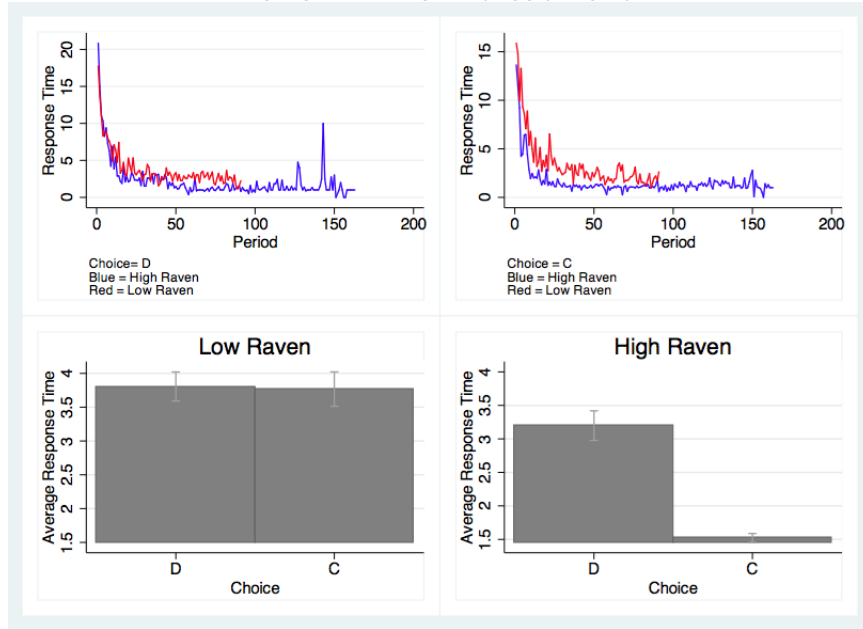 Response Time
20
15
10
5
0
0 50 100 150 200
Period
Choice= D
Blue = High Raven
Red = Low Raven
Response Time
15
10
5
0
0 50 100 150 200
Period
Choice = C
Blue = High Raven
Red = Low Raven
Low Raven
Average Response Time
4
3.5
3
2.5
2
1.5
D C
Choice
High Raven
Average Response Time
4
3.5
3
2.5
2
1.5
D C
Choice